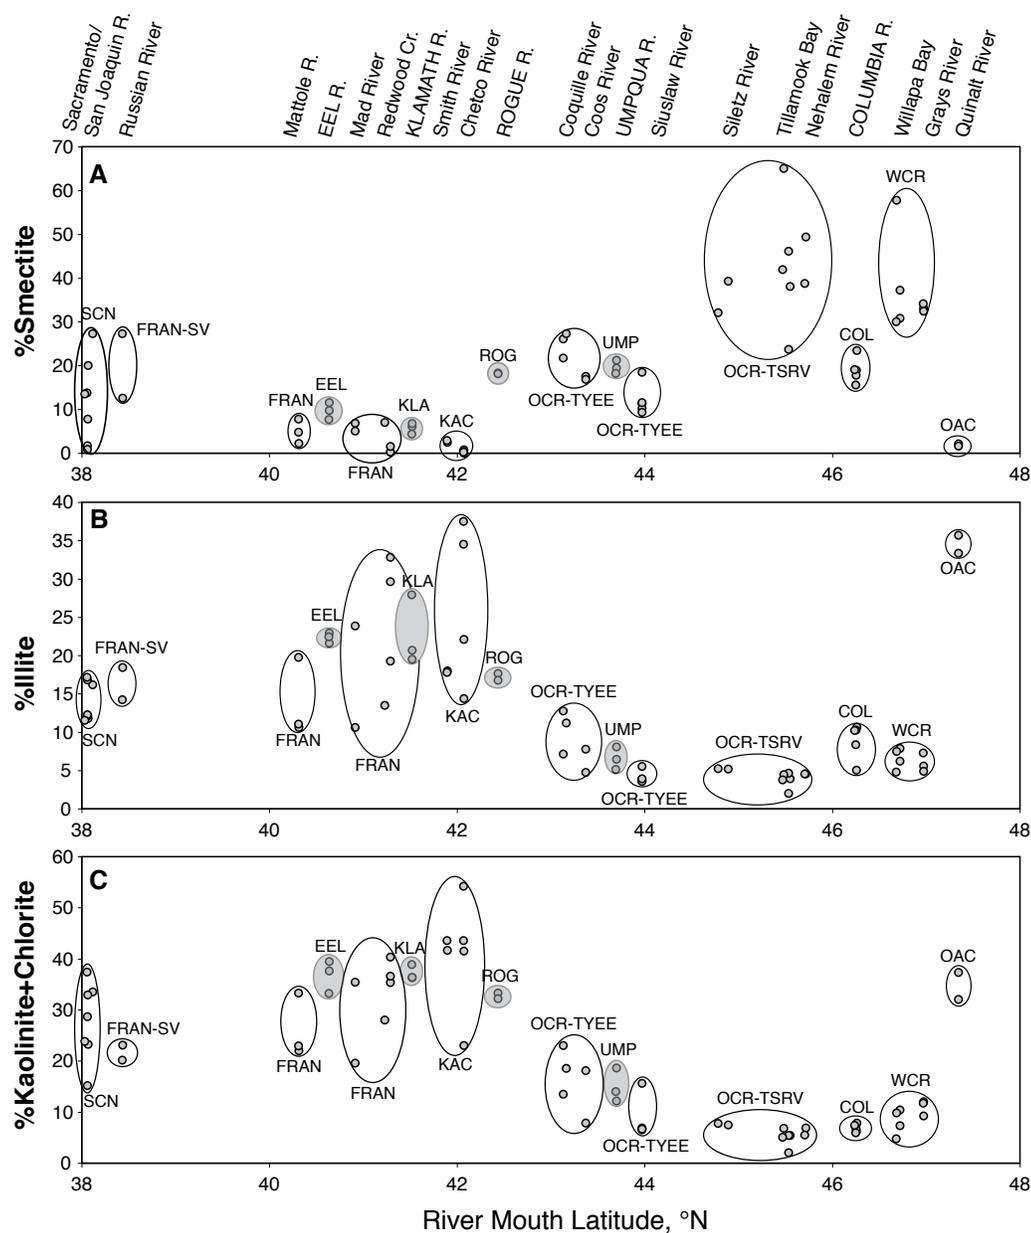 Sacramento/
San Joaquin R.
Russian River
Mattole R.
EEL R.
Mad River
Redwood Cr.
KLAMATH R.
Smith River
Chetco River
ROGUE R.
Coquille River
Coos River
UMPQUA R.
Siuslaw River
Siletz River
Tillamook Bay
Nehalem River
COLUMBIA R.
Willapa Bay
Grays River
Quinalt River
A
%Smectite
70
60
50
40
30
20
10
0
SCN
FRAN-SV
FRAN
EEL
FRAN
KLA
KAC
ROG
OCR-TYEE
UMP
OCR-TYEE
OCR-TSRV
COL
WCR
OAC
38 40 42 44 46 48
B
%Illite
40
35
30
25
20
15
10
5
0
SCN
FRAN-SV
FRAN
EEL
FRAN
KLA
KAC
ROG
OCR-TYEE
UMP
OCR-TYEE
OCR-TSRV
COL
WCR
OAC
38 40 42 44 46 48
C
%Kaolinite+Chlorite
60
50
40
30
20
10
0
SCN
FRAN-SV
FRAN
EEL
FRAN
KLA
KAC
ROG
OCR-TYEE
UMP
OCR-TYEE
OCR-TSRV
COL
WCR
OAC
38 40 42 44 46 48
River Mouth Latitude, °N